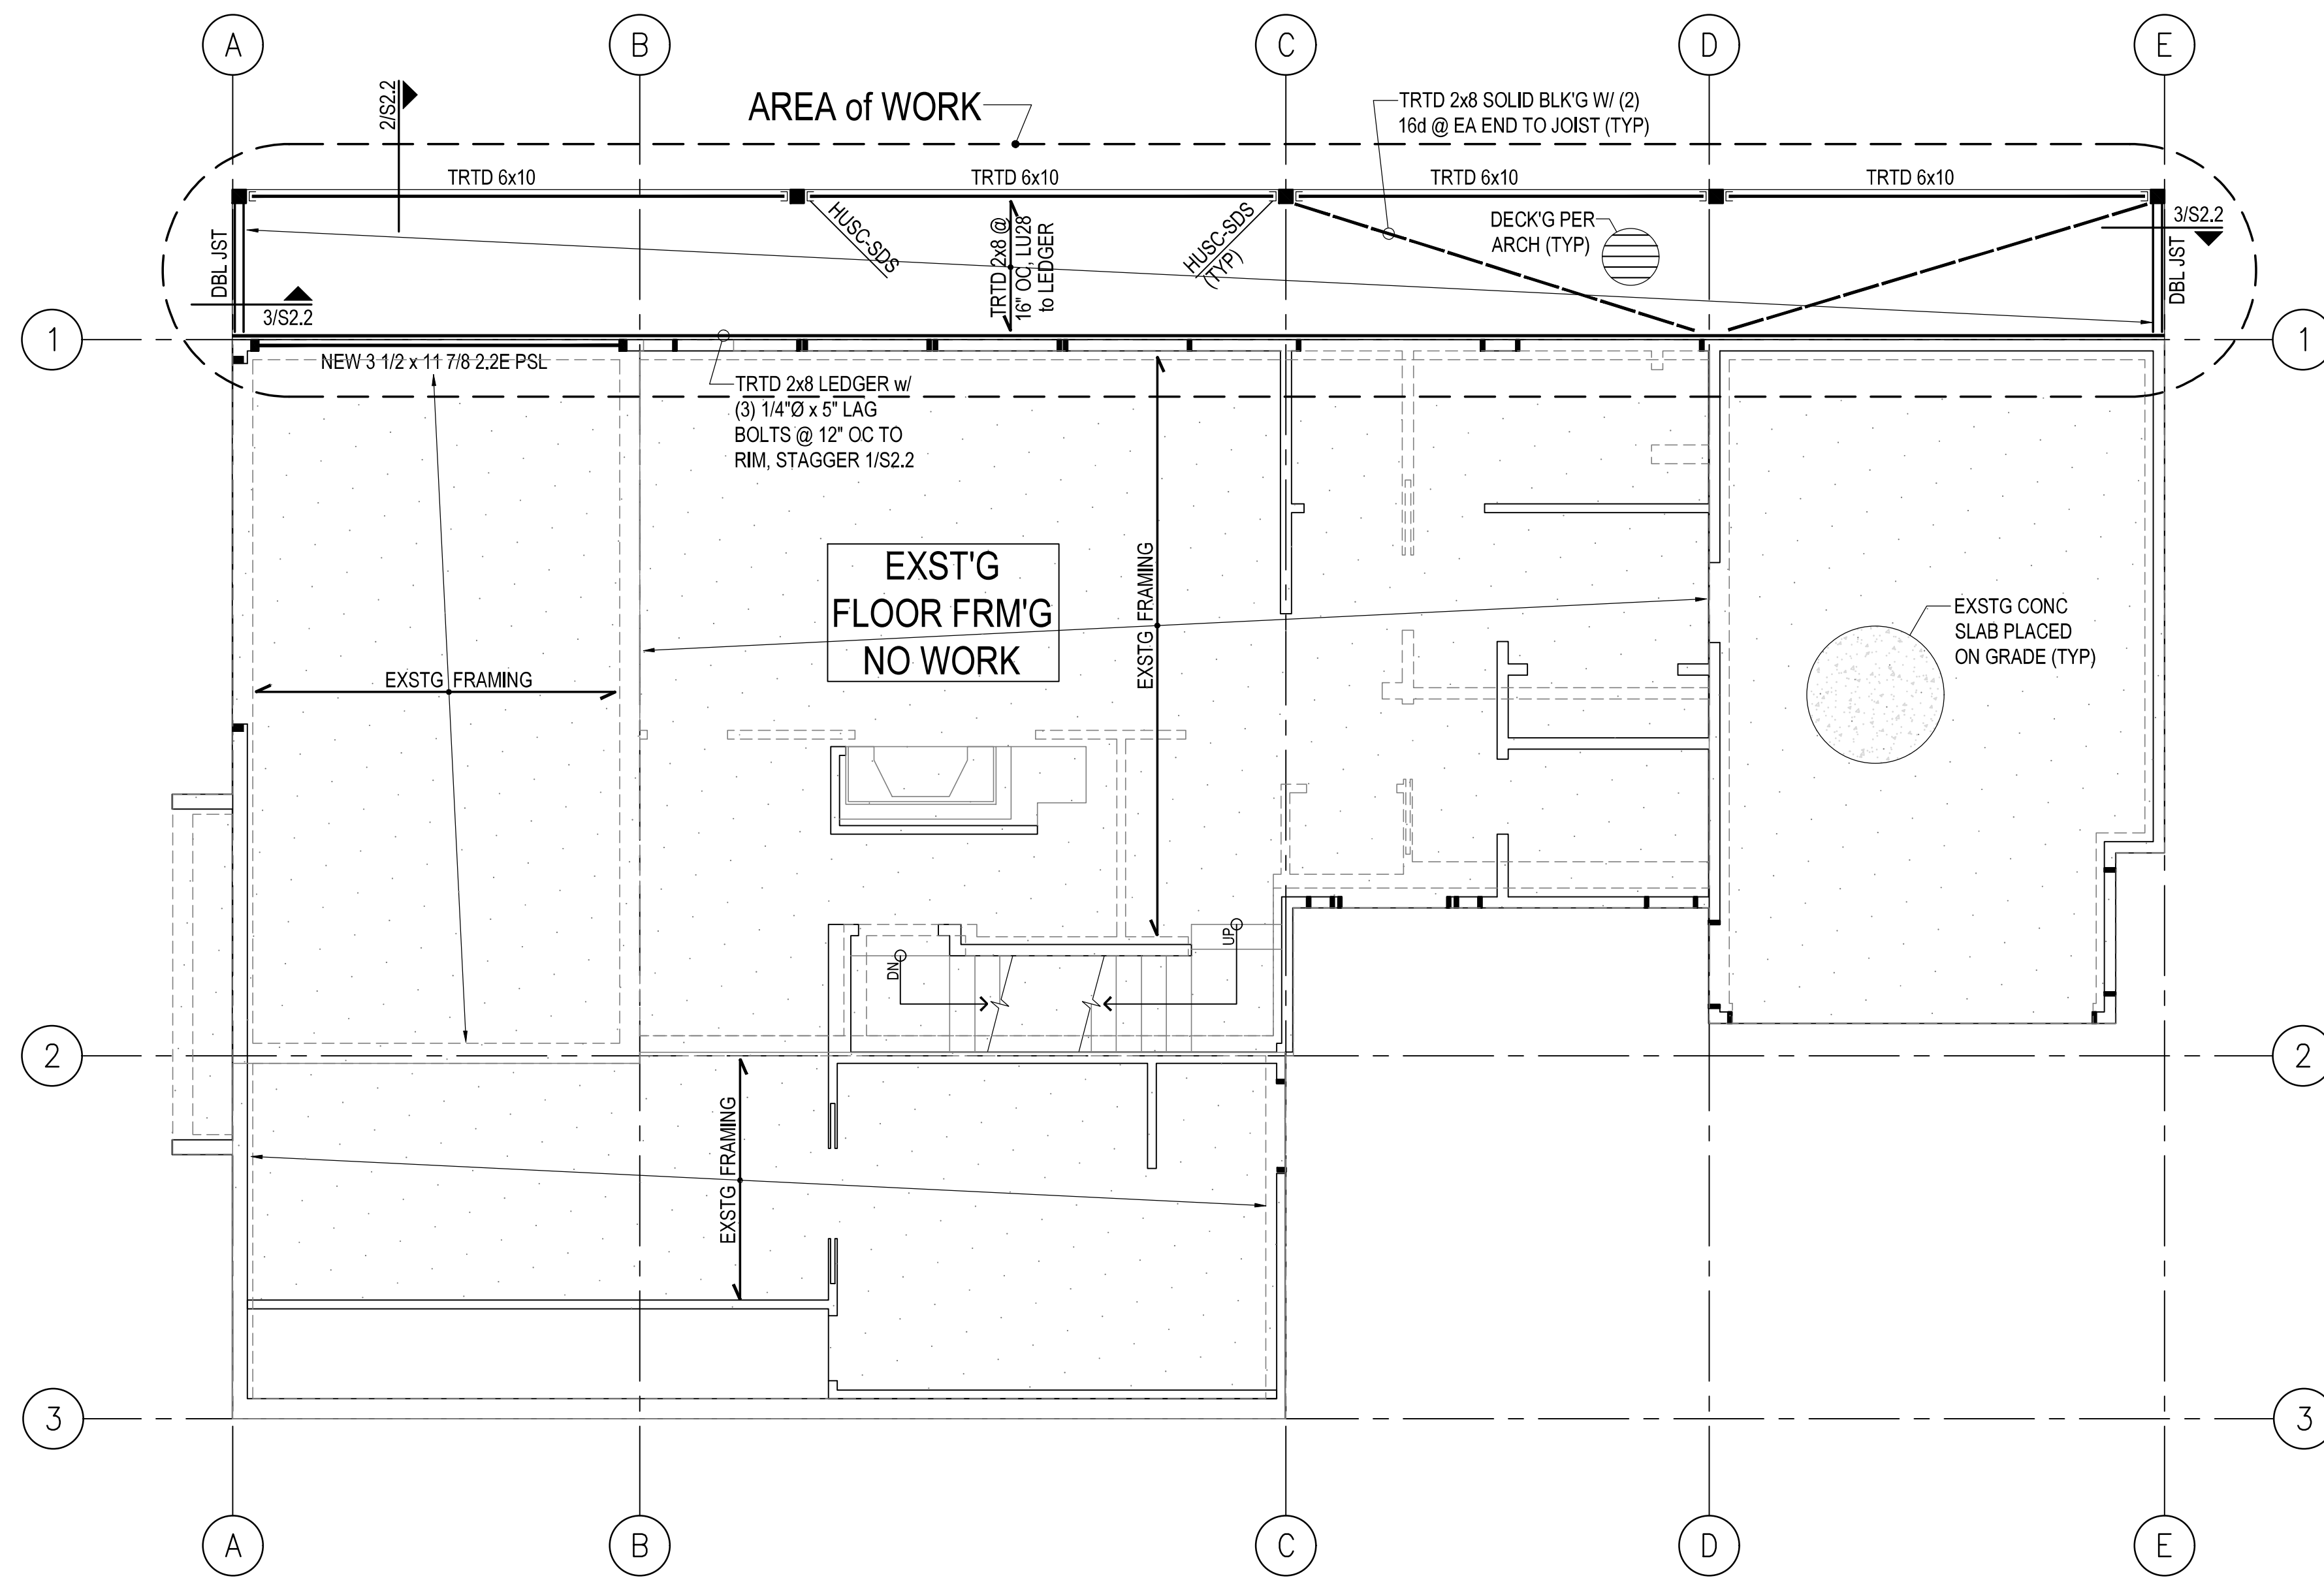 A
B
C
D
E
2/S2.2
AREA of WORK
TRTD 2x8 SOLID BLK'G W/ (2)
16d @ EA END TO JOIST (TYP)
TRTD 6x10
TRTD 6x10
TRTD 6x10
TRTD 6x10
DBL JST
3/S2.2
HUSC-SDS
TRTD 2x8 @
16" OC, LU28
to LEDGER
HUSC-SDS
(TYP)
DECK'G PER
ARCH (TYP)
3/S2.2
DBL JST
1
1
NEW 3 1/2 x 11 7/8 2.2E PSL
TRTD 2x8 LEDGER w/
(3) 1/4"Ø x 5" LAG
BOLTS @ 12" OC TO
RIM, STAGGER 1/S2.2
EXST'G
FLOOR FRM'G
NO WORK
EXSTG FRAMING
EXSTG FRAMING
EXSTG CONC
SLAB PLACED
ON GRADE (TYP)
DN
UP
2
2
EXSTG FRAMING
3
3
A
B
C
D
E